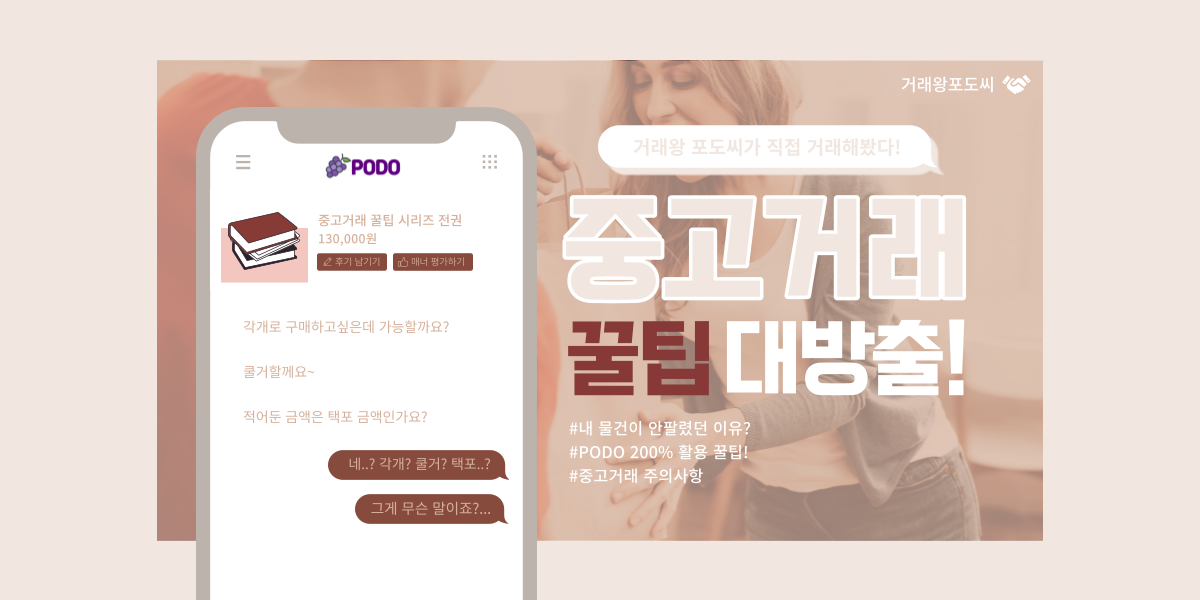 거래왕포도씨
PODO
중고거래 꿀팁 시리즈 전권
130,000원
후기 남기기 매너 평가하기
각개로 구매하고싶은데 가능할까요?
쿨거할께요~
적어둔 금액은 택포 금액인가요?
네..? 각개? 쿨거? 택포..?
그게 무슨 말이죠?...
거래왕 포도씨가 직접 거래해봤다!
중고거래
꿀팁 대방출!
#내 물건이 안팔렸던 이유?
#PODO 200% 활용 꿀팁!
#중고거래 주의사항